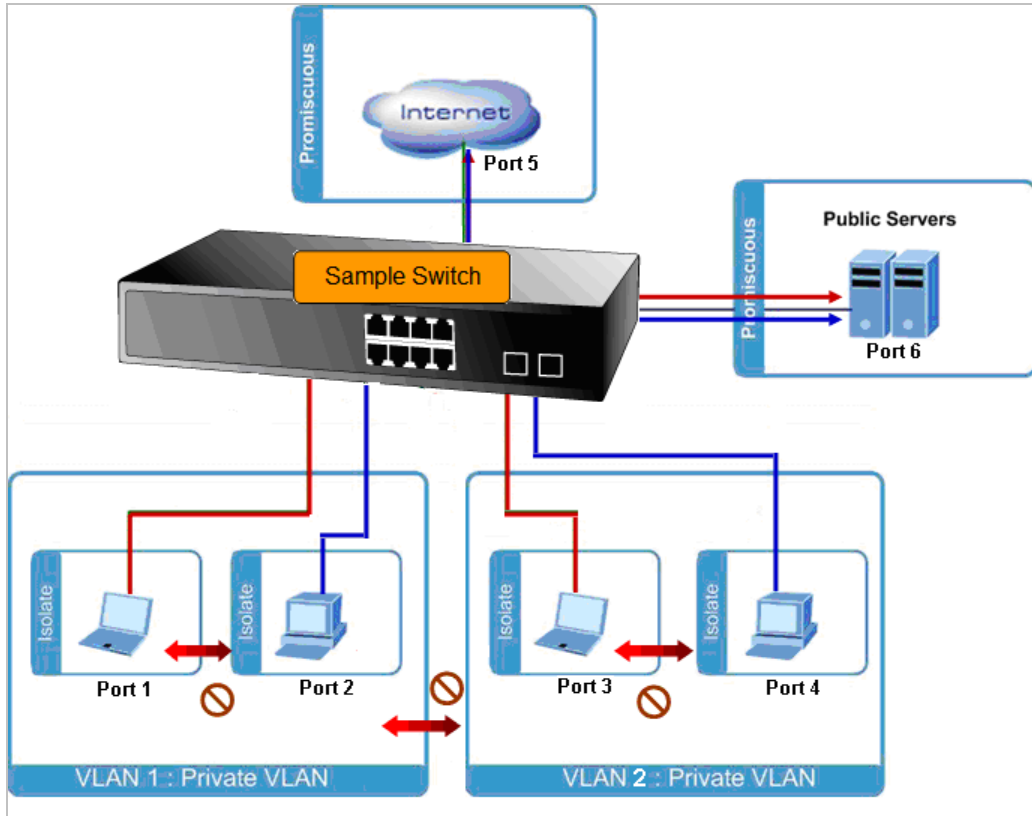 Promiscuous
Internet
Port 5
Sample Switch
Promiscuous
Public Servers
Port 6
Isolate
Port 1
Isolate
Port 2
Isolate
Port 3
Isolate
Port 4
VLAN 1 : Private VLAN
VLAN 2 : Private VLAN